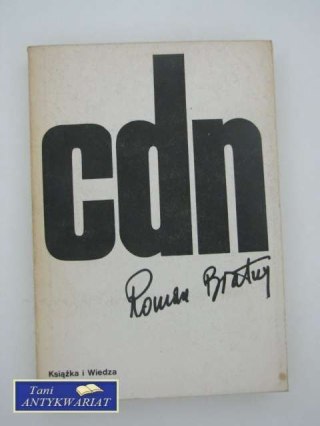 cdn
Roman Bratny
Książka i Wiedza
Tani
ANTYKWARIAT